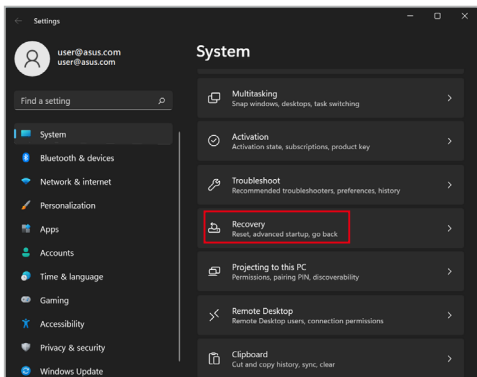 Settings
user@asus.com
user@asus.com
Find a setting
System
Bluetooth & devices
Network & internet
Personalization
Apps
Accounts
Time & language
Gaming
Accessibility
Privacy & security
Windows Update
System
Multitasking
Snap windows, desktops, task switching
Activation
Activation state, subscriptions, product key
Troubleshoot
Recommended troubleshooters, preferences, history
Recovery
Reset, advanced startup, go back
Projecting to this PC
Permissions, pairing PIN, discoverability
Remote Desktop
Remote Desktop users, connection permissions
Clipboard
Cut and copy history, sync, clear